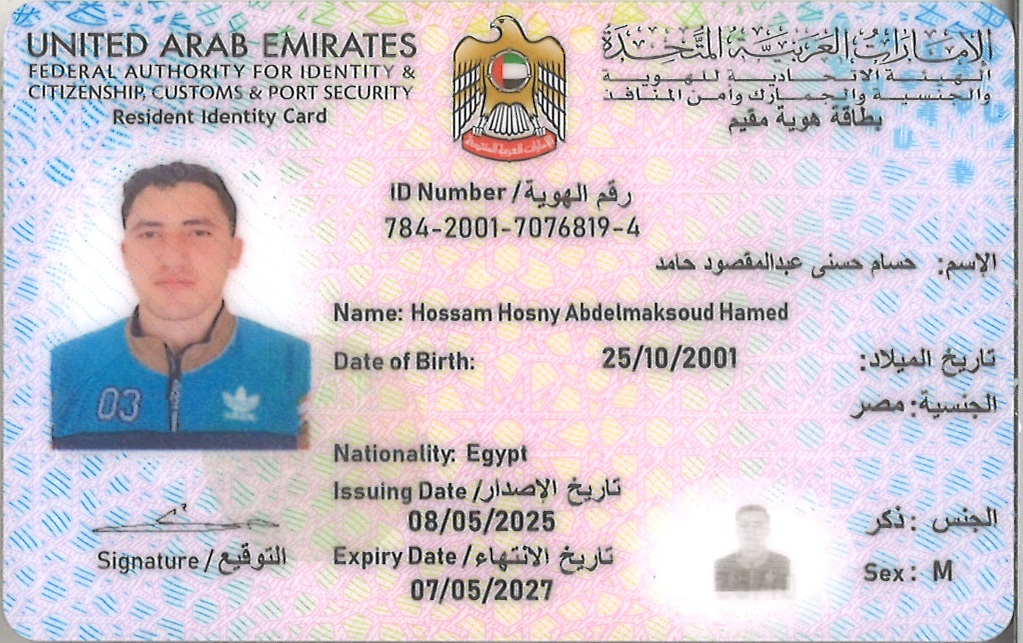 UNITED ARAB EMIRATES
FEDERAL AUTHORITY FOR IDENTITY &
CITIZENSHIP, CUSTOMS & PORT SECURITY
Resident Identity Card
الإمارات العربية المتحدة
الهيئة الاتحادية للهوية
والجنسية والجمارك وأمن المنافذ
بطاقة هوية مقيم
الإمارات العربية المتحدة
ID Number / رقم الهوية
784-2001-7076819-4
الإسم: حسام حسنى عبدالمقصود حامد
Name: Hossam Hosny Abdelmaksoud Hamed
Date of Birth: 25/10/2001 تاريخ الميلاد:
الجنسية: مصر
Nationality: Egypt
03
Issuing Date / تاريخ الإصدار
08/05/2025
Expiry Date / تاريخ الانتهاء
07/05/2027
Signature / التوقيع
الجنس : ذكر
Sex : M